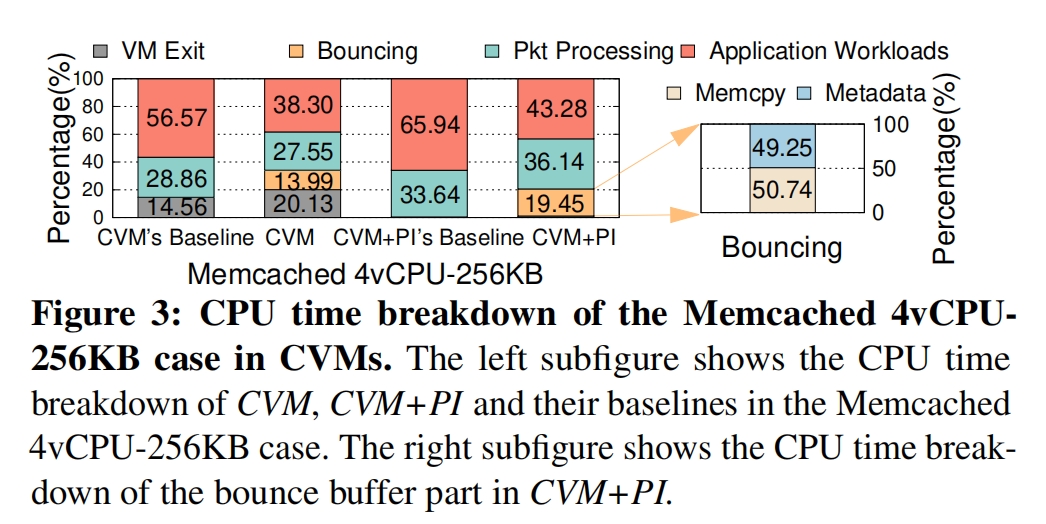 VM Exit Bouncing Pkt Processing Application Workloads
Percentage(%)
100
80
60
40
20
0
56.57
28.86
14.56
38.30
27.55
13.99
20.13
65.94
33.64
43.28
36.14
19.45
CVM's Baseline CVM CVM+PI's Baseline CVM+PI
Memcached 4vCPU-256KB
Memcpy Metadata
49.25
50.74
100
50
0
Percentage(%)
Bouncing
Figure 3: CPU time breakdown of the Memcached 4vCPU-
256KB case in CVMs. The left subfigure shows the CPU time
breakdown of CVM, CVM+PI and their baselines in the Memcached
4vCPU-256KB case. The right subfigure shows the CPU time break-
down of the bounce buffer part in CVM+PI.